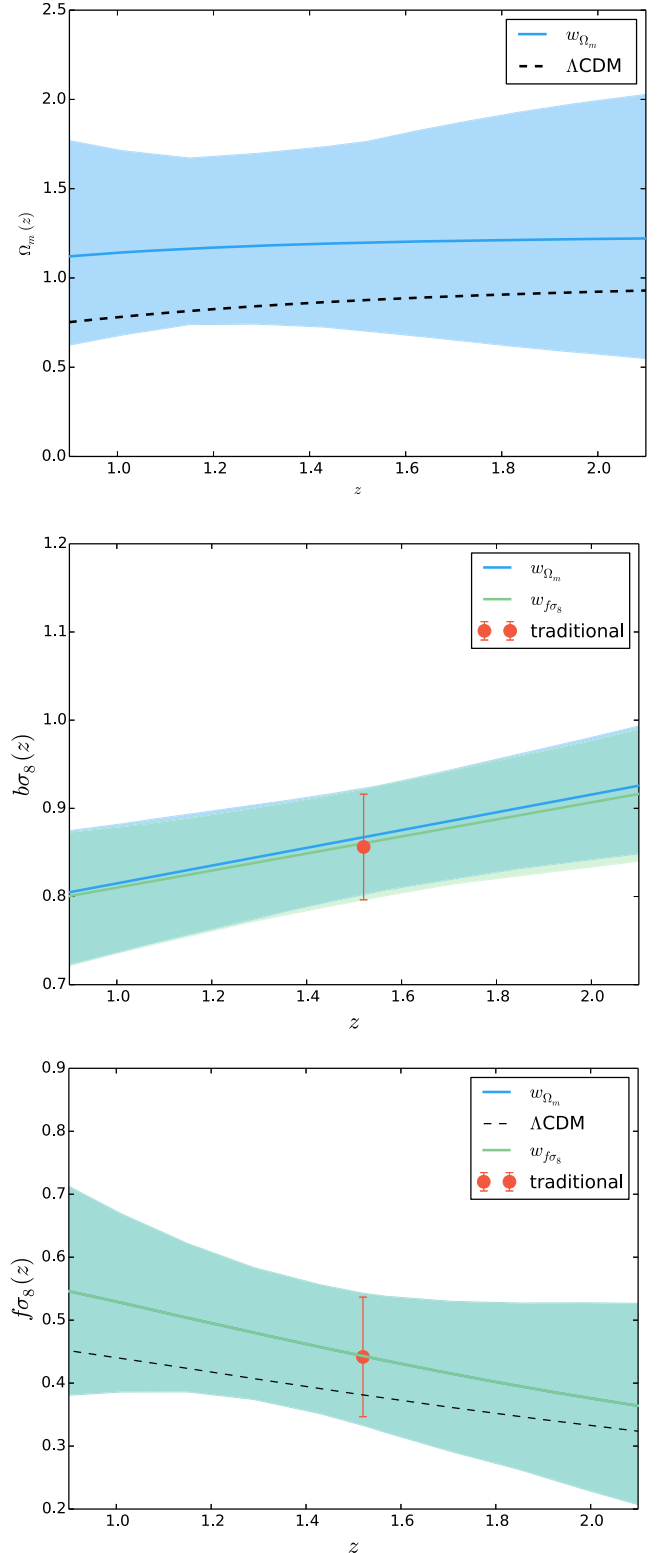 2.5
2.0
1.5
1.0
0.5
0.0
Ω_m(z)
w_{Ω_m}
ΛCDM
1.0 1.2 1.4 1.6 1.8 2.0
z
1.2
1.1
1.0
0.9
0.8
0.7
bσ_8(z)
w_{Ω_m}
w_{fσ_8}
traditional
1.0 1.2 1.4 1.6 1.8 2.0
z
0.9
0.8
0.7
0.6
0.5
0.4
0.3
0.2
fσ_8(z)
w_{Ω_m}
ΛCDM
w_{fσ_8}
traditional
1.0 1.2 1.4 1.6 1.8 2.0
z